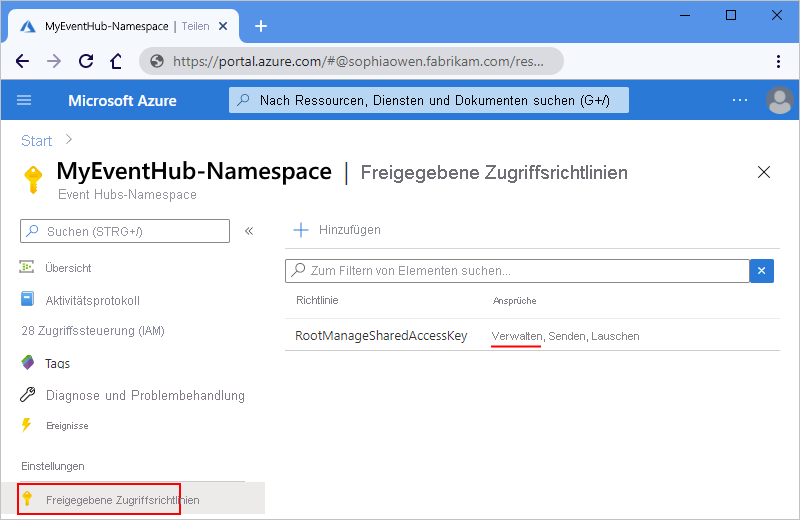 MyEventHub-Namespace | Teilen
https://portal.azure.com/#@sophiaowen.fabrikam.com/res...
Microsoft Azure
Nach Ressourcen, Diensten und Dokumenten suchen (G+/)
Start
MyEventHub-Namespace | Freigegebene Zugriffsrichtlinien
Event Hubs-Namespace
Suchen (STRG+/)
Übersicht
Aktivitätsprotokoll
28 Zugriffssteuerung (IAM)
Tags
Diagnose und Problembehandlung
Ereignisse
Einstellungen
Freigegebene Zugriffsrichtlinien
Hinzufügen
Zum Filtern von Elementen suchen...
Richtlinie Ansprüche
RootManageSharedAccessKey Verwalten, Senden, Lauschen